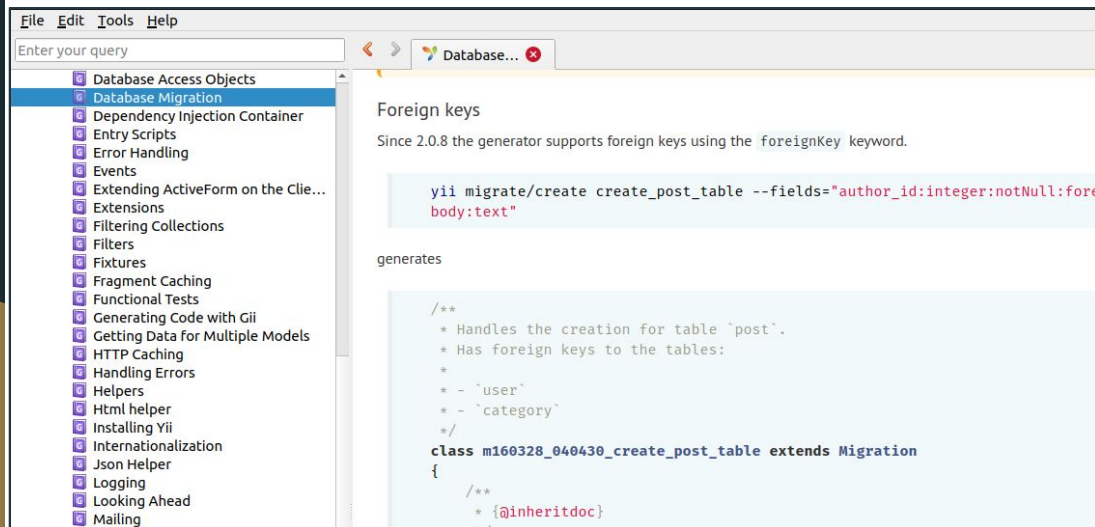 File Edit Tools Help
Enter your query
Database...
Database Access Objects
Database Migration
Dependency Injection Container
Entry Scripts
Error Handling
Events
Extending ActiveForm on the Clie...
Extensions
Filtering Collections
Filters
Fixtures
Fragment Caching
Functional Tests
Generating Code with Gii
Getting Data for Multiple Models
HTTP Caching
Handling Errors
Helpers
Html helper
Installing Yii
Internationalization
Json Helper
Logging
Looking Ahead
Mailing
Foreign keys
Since 2.0.8 the generator supports foreign keys using the foreignKey keyword.
yii migrate/create create_post_table --fields="author_id:integer:notNull:fore
body:text"
generates
/**
* Handles the creation for table `post`.
* Has foreign keys to the tables:
*
* - `user`
* - `category`
*/
class m160328_040430_create_post_table extends Migration
{
/**
* {@inheritdoc}